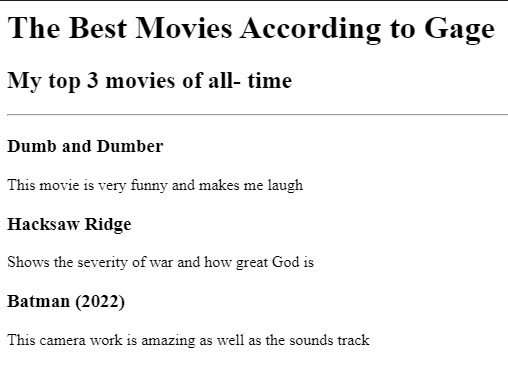 The Best Movies According to Gage
My top 3 movies of all- time
Dumb and Dumber
This movie is very funny and makes me laugh
Hacksaw Ridge
Shows the severity of war and how great God is
Batman (2022)
This camera work is amazing as well as the sounds track